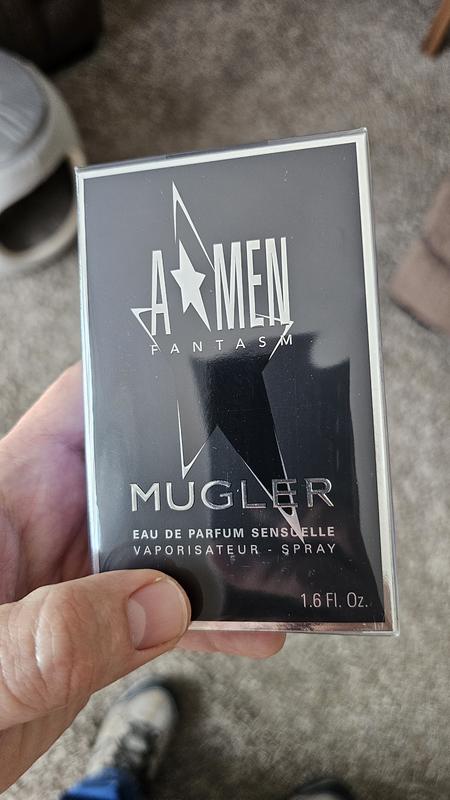 A★MEN
FANTASM
MUGLER
EAU DE PARFUM SENSUELLE
VAPORISATEUR - SPRAY
1.6 Fl. Oz.